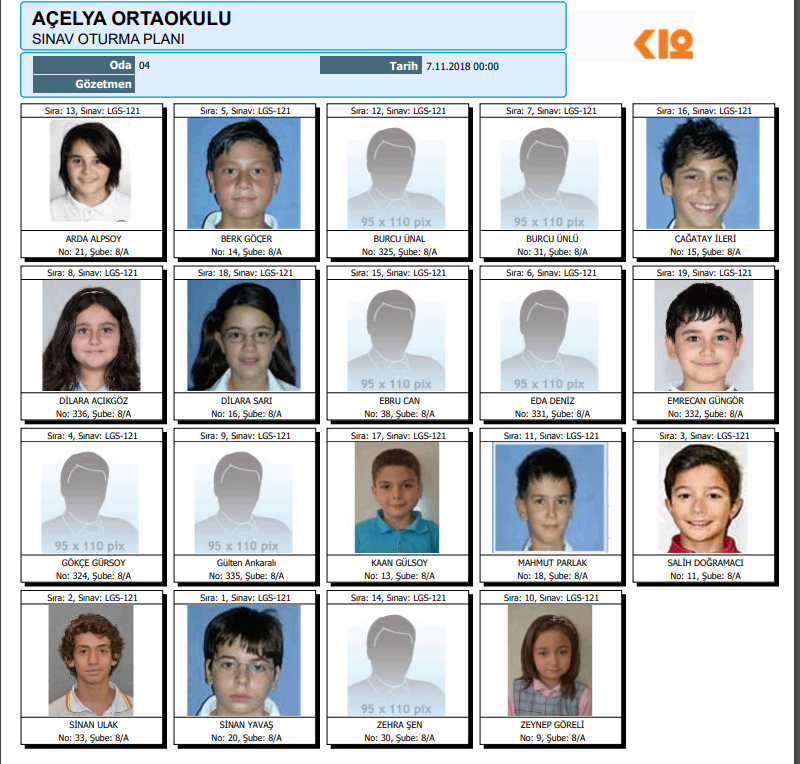 AÇELYA ORTAOKULU
SINAV OTURMA PLANI
K12
Oda 04 Tarih 7.11.2018 00:00
Gözetmen
Sıra: 13, Sınav: LGS-121
ARDA ALPSOY
No: 21, Şube: 8/A
Sıra: 5, Sınav: LGS-121
BERK GÖÇER
No: 14, Şube: 8/A
Sıra: 12, Sınav: LGS-121
95 x 110 pix
BURCU ÜNAL
No: 325, Şube: 8/A
Sıra: 7, Sınav: LGS-121
95 x 110 pix
BURCU ÜNLÜ
No: 31, Şube: 8/A
Sıra: 16, Sınav: LGS-121
ÇAĞATAY İLERİ
No: 15, Şube: 8/A
Sıra: 8, Sınav: LGS-121
DİLARA AÇIKGÖZ
No: 336, Şube: 8/A
Sıra: 18, Sınav: LGS-121
DİLARA SARI
No: 16, Şube: 8/A
Sıra: 15, Sınav: LGS-121
95 x 110 pix
EBRU CAN
No: 38, Şube: 8/A
Sıra: 6, Sınav: LGS-121
95 x 110 pix
EDA DENİZ
No: 331, Şube: 8/A
Sıra: 19, Sınav: LGS-121
EMRECAN GÜNGÖR
No: 332, Şube: 8/A
Sıra: 4, Sınav: LGS-121
95 x 110 pix
GÖKÇE GÜRSOY
No: 324, Şube: 8/A
Sıra: 9, Sınav: LGS-121
95 x 110 pix
Gülten Ankaralı
No: 335, Şube: 8/A
Sıra: 17, Sınav: LGS-121
KAAN GÜLSOY
No: 13, Şube: 8/A
Sıra: 11, Sınav: LGS-121
MAHMUT PARLAK
No: 18, Şube: 8/A
Sıra: 3, Sınav: LGS-121
SALİH DOĞRAMACI
No: 11, Şube: 8/A
Sıra: 2, Sınav: LGS-121
SİNAN ULAK
No: 33, Şube: 8/A
Sıra: 1, Sınav: LGS-121
SİNAN YAVAŞ
No: 20, Şube: 8/A
Sıra: 14, Sınav: LGS-121
95 x 110 pix
ZEHRA ŞEN
No: 30, Şube: 8/A
Sıra: 10, Sınav: LGS-121
ZEYNEP GÖRELİ
No: 9, Şube: 8/A